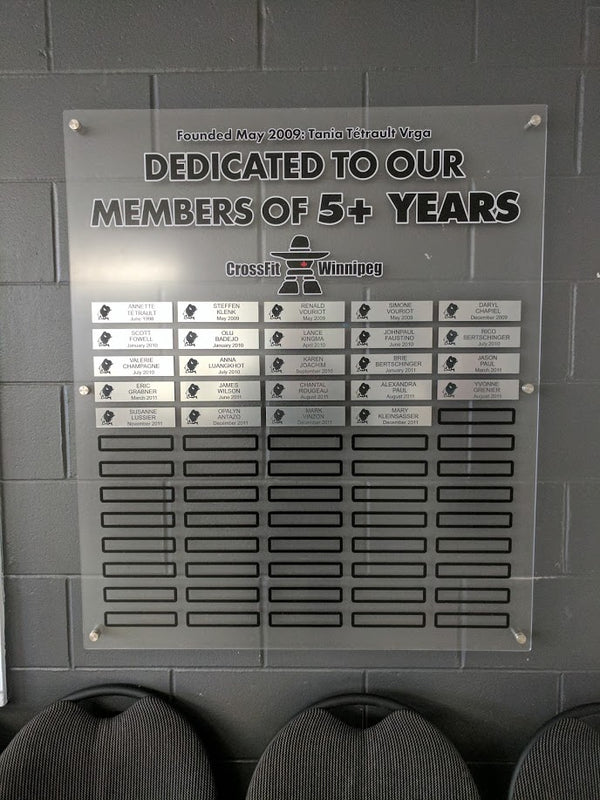 Founded May 2009: Tania Tétrault Vrga
DEDICATED TO OUR
MEMBERS OF 5+ YEARS
CrossFit Winnipeg
ANNETTE
TÉTRAULT
June 1998
STEFFEN
KLENK
May 2009
RENALD
VOURIOT
May 2009
SIMONE
VOURIOT
May 2009
DARYL
CHAPIEL
December 2009
SCOTT
FOWELL
January 2010
OLU
BADEJO
January 2010
LANCE
KINGMA
April 2010
JOHNPAUL
FAUSTINO
June 2010
RICO
BERTSCHINGER
July 2010
VALERIE
CHAMPAGNE
July 2010
ANNA
LUANGKHOT
July 2010
KAREN
JOACHIM
September 2010
BRIE
BERTSCHINGER
January 2011
JASON
PAUL
March 2011
ERIC
GRABNER
March 2011
JAMES
WILSON
June 2011
CHANTAL
ROUGEAU
August 2011
ALEXANDRA
PAUL
August 2011
YVONNE
GRENIER
August 2011
SUSANNE
LUSSIER
November 2011
OPALYN
ANTAZO
December 2011
MARK
VINZON
December 2011
MARY
KLEINSASSER
December 2011